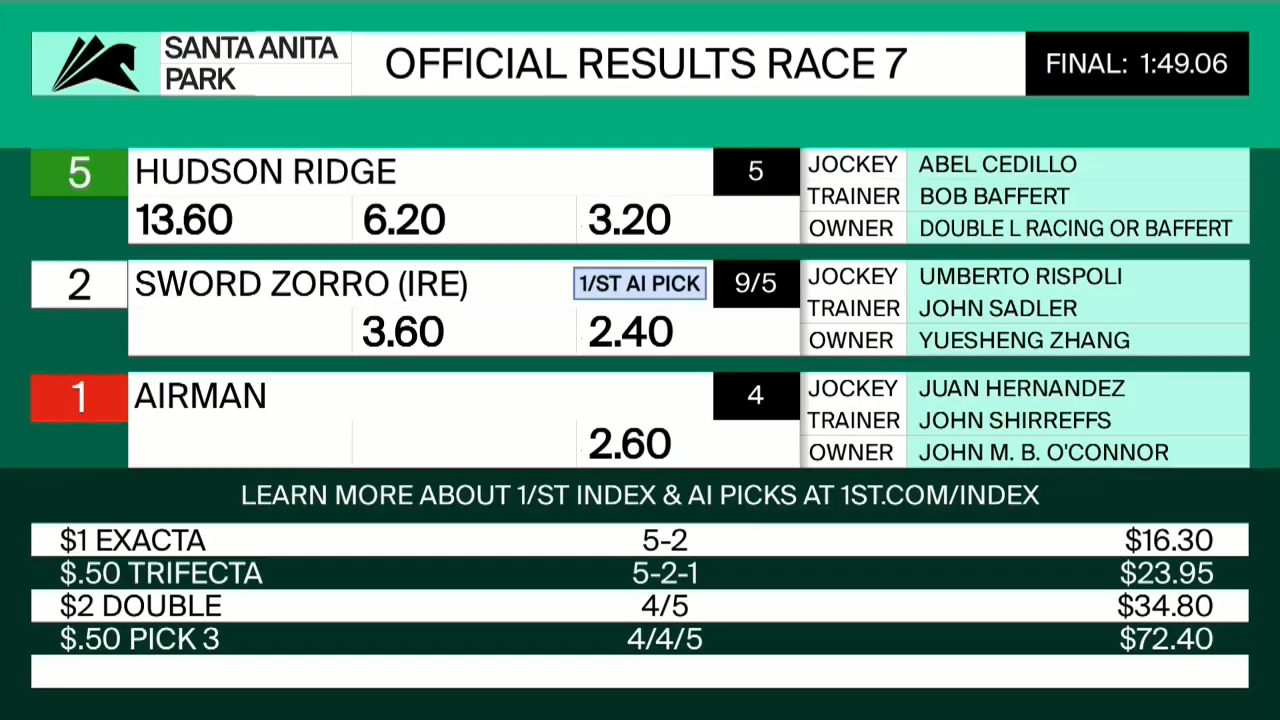 SANTA ANITA
PARK
OFFICIAL RESULTS RACE 7
FINAL: 1:49.06
5 HUDSON RIDGE 5
13.60 6.20 3.20
JOCKEY ABEL CEDILLO
TRAINER BOB BAFFERT
OWNER DOUBLE L RACING OR BAFFERT
2 SWORD ZORRO (IRE) 1/ST AI PICK 9/5
3.60 2.40
JOCKEY UMBERTO RISPOLI
TRAINER JOHN SADLER
OWNER YUESHENG ZHANG
1 AIRMAN 4
2.60
JOCKEY JUAN HERNANDEZ
TRAINER JOHN SHIRREFFS
OWNER JOHN M. B. O'CONNOR
LEARN MORE ABOUT 1/ST INDEX & AI PICKS AT 1ST.COM/INDEX
$1 EXACTA 5-2 $16.30
$.50 TRIFECTA 5-2-1 $23.95
$2 DOUBLE 4/5 $34.80
$.50 PICK 3 4/4/5 $72.40